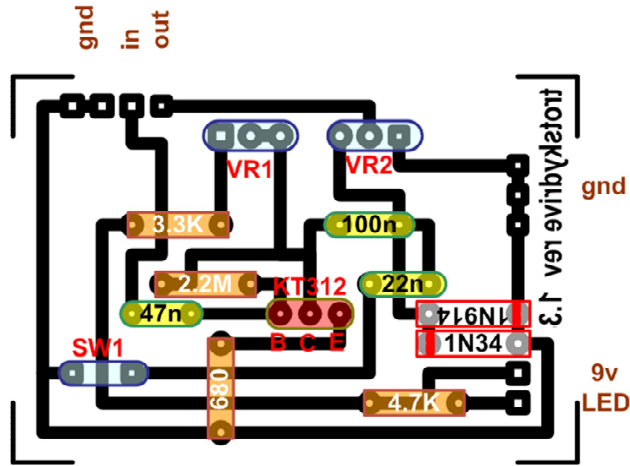 gnd
in
out
trotskydrive rev 1.3
VR1
VR2
gnd
3.3K
100n
2.2M
KT312
22n
47n
1N914
B C E
1N34
SW1
680
9v
4.7K
LED